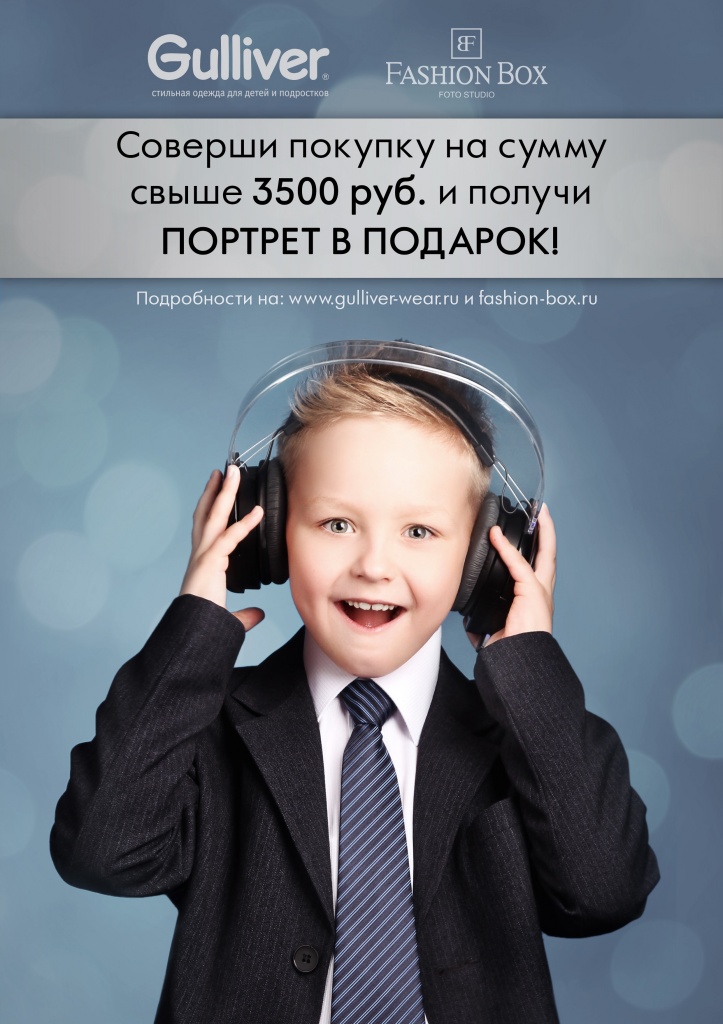 Gulliver®
стильная одежда для детей и подростков
BF
FASHION BOX
FOTO STUDIO
Соверши покупку на сумму
свыше 3500 руб. и получи
ПОРТРЕТ В ПОДАРОК!
Подробности на: www.gulliver-wear.ru и fashion-box.ru